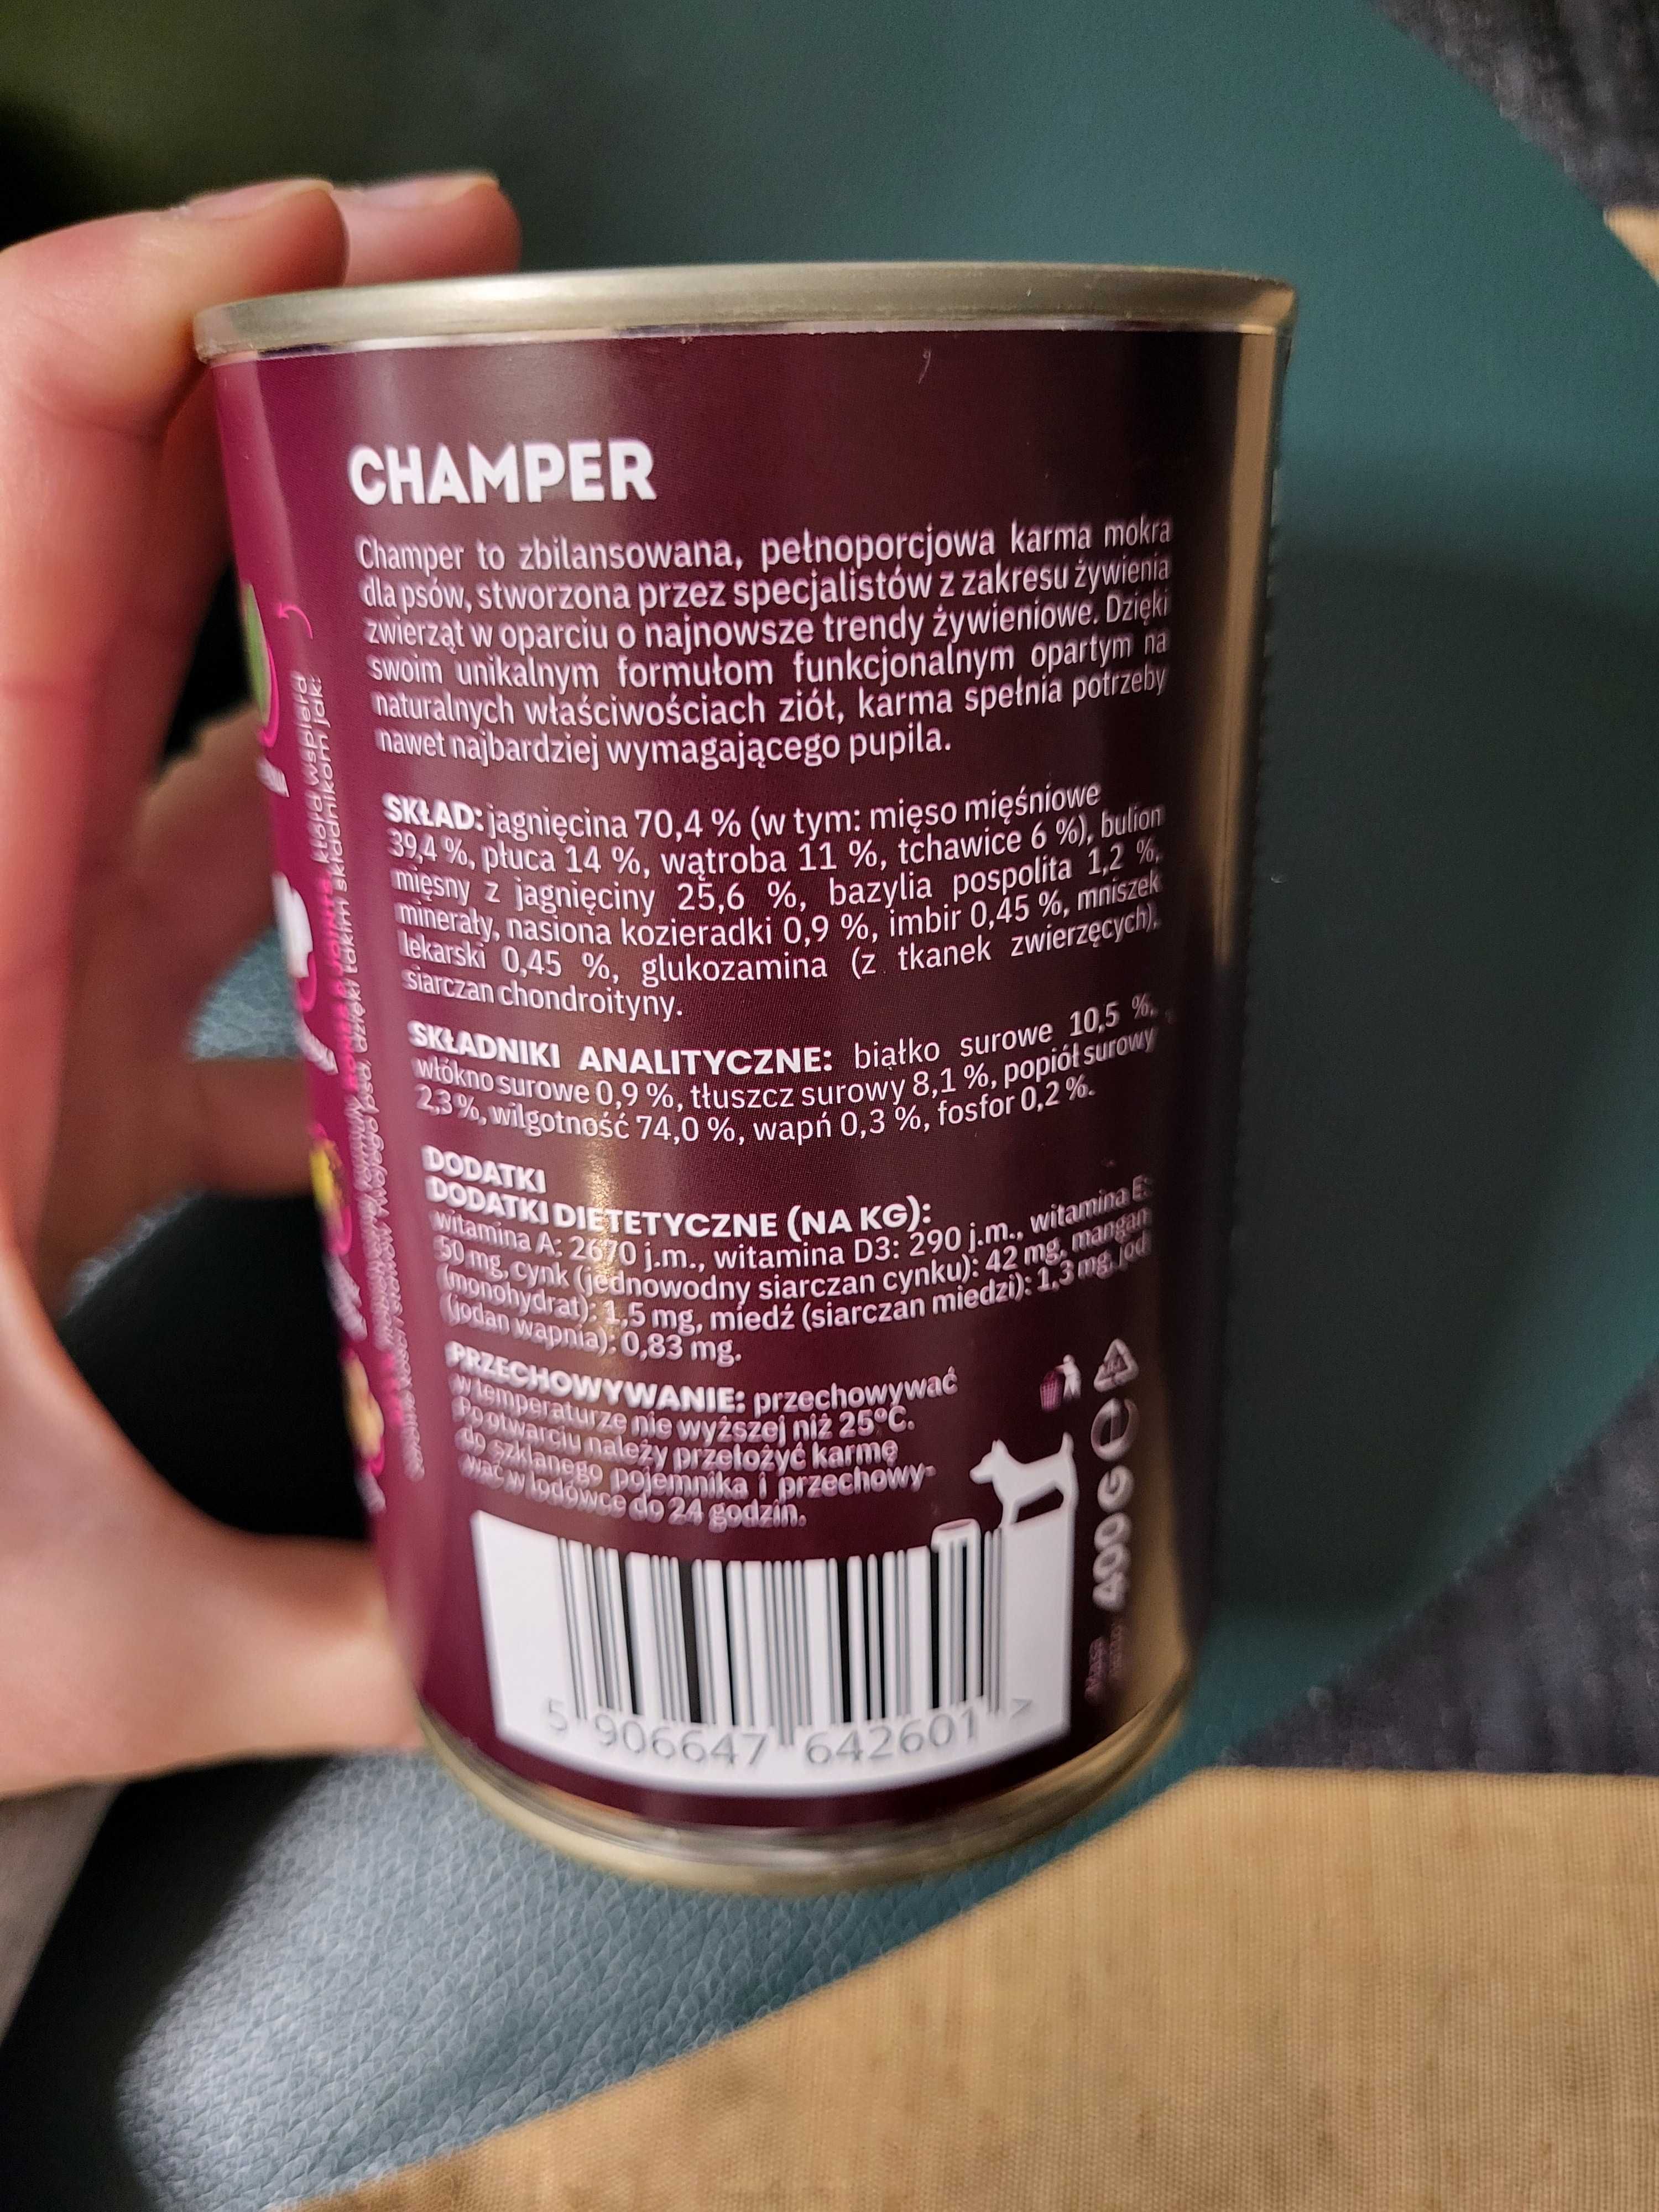 CHAMPER
Champer to zbilansowana, pełnoporcjowa karma mokra
dla psów, stworzona przez specjalistów z zakresu żywienia
zwierząt w oparciu o najnowsze trendy żywieniowe. Dzięki
swoim unikalnym formułom funkcjonalnym opartym na
naturalnych właściwościach ziół, karma spełnia potrzeby
nawet najbardziej wymagającego pupila.
SKŁAD: jagnięcina 70,4 % (w tym: mięso mięśniowe
39,4 %, płuca 14 %, wątroba 11 %, tchawice 6 %), bulion
mięsny z jagnięciny 25,6 %, bazylia pospolita 1,2 %,
minerały, nasiona kozieradki 0,9 %, imbir 0,45 %, mniszek
lekarski 0,45 %, glukozamina (z tkanek zwierzęcych),
siarczan chondroityny.
SKŁADNIKI ANALITYCZNE: białko surowe 10,5 %,
włókno surowe 0,9 %, tłuszcz surowy 8,1 %, popiół surowy
2,3 %, wilgotność 74,0 %, wapń 0,3 %, fosfor 0,2 %.
DODATKI
DODATKI DIETETYCZNE (NA KG):
witamina A: 2670 j.m., witamina D3: 290 j.m., witamina E:
50 mg, cynk (jednowodny siarczan cynku): 42 mg, mangan
(monohydrat): 1,5 mg, miedź (siarczan miedzi): 1,3 mg, jod
(jodan wapnia): 0,83 mg.
PRZECHOWYWANIE: przechowywać
w temperaturze nie wyższej niż 25°C.
Po otwarciu należy przełożyć karmę
do szklanego pojemnika i przechowy-
wać w lodówce do 24 godzin.
5 906647 642601 >
Masa
netto: 400 G e
która wspiera
dzięki takim składnikom jak: